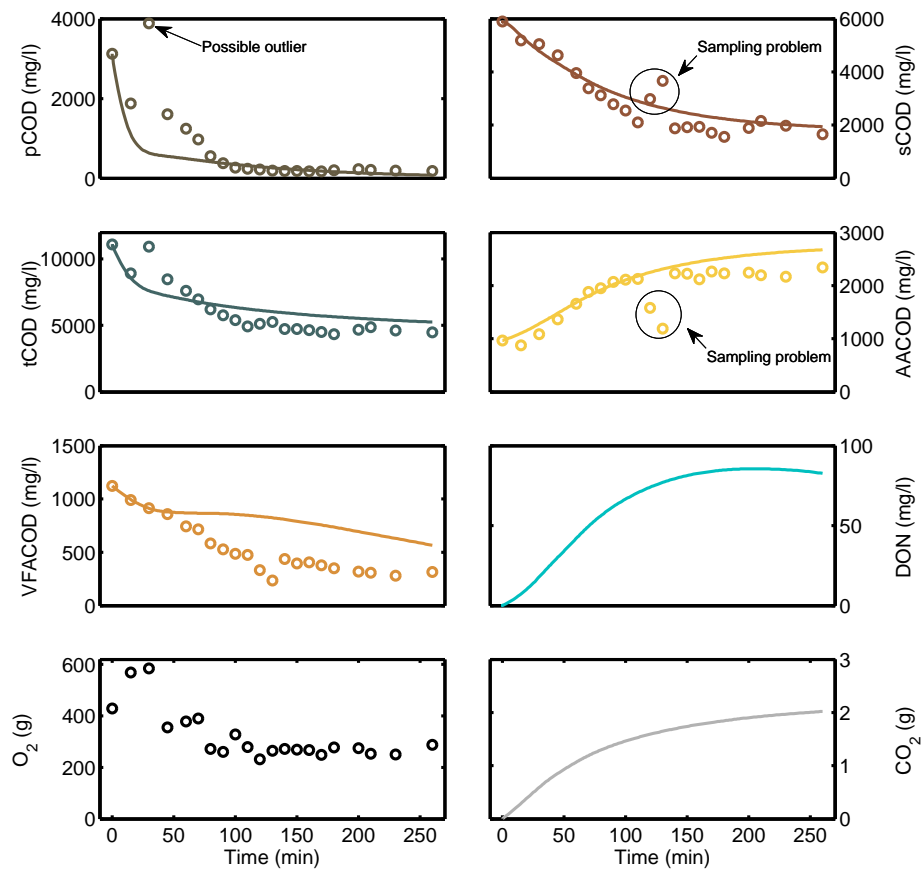 4000
2000
0
pCOD (mg/l)
Possible outlier
6000
4000
2000
0
sCOD (mg/l)
Sampling problem
10000
5000
0
tCOD (mg/l)
3000
2000
1000
0
AACOD (mg/l)
Sampling problem
1500
1000
500
0
VFACOD (mg/l)
100
50
0
DON (mg/l)
600
400
200
0
O2 (g)
0 50 100 150 200 250
Time (min)
3
2
1
0
CO2 (g)
0 50 100 150 200 250
Time (min)